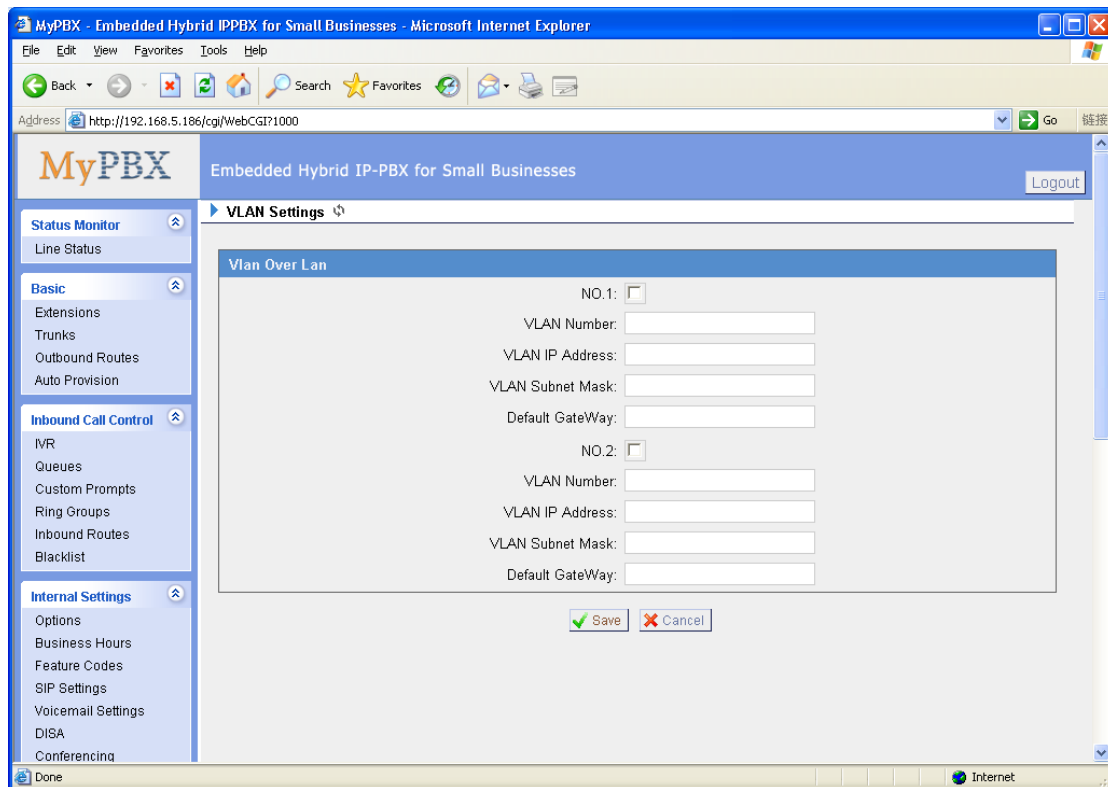 MyPBX - Embedded Hybrid IPPBX for Small Businesses - Microsoft Internet Explorer
File Edit View Favorites Tools Help
Back Search Favorites
Address http://192.168.5.186/cgi/WebCGI?1000 Go 链接
MyPBX
Embedded Hybrid IP-PBX for Small Businesses
Logout
Status Monitor
Line Status
Basic
Extensions
Trunks
Outbound Routes
Auto Provision
Inbound Call Control
IVR
Queues
Custom Prompts
Ring Groups
Inbound Routes
Blacklist
Internal Settings
Options
Business Hours
Feature Codes
SIP Settings
Voicemail Settings
DISA
Conferencing
VLAN Settings
Vlan Over Lan
NO.1:
VLAN Number:
VLAN IP Address:
VLAN Subnet Mask:
Default GateWay:
NO.2:
VLAN Number:
VLAN IP Address:
VLAN Subnet Mask:
Default GateWay:
Save Cancel
Done Internet